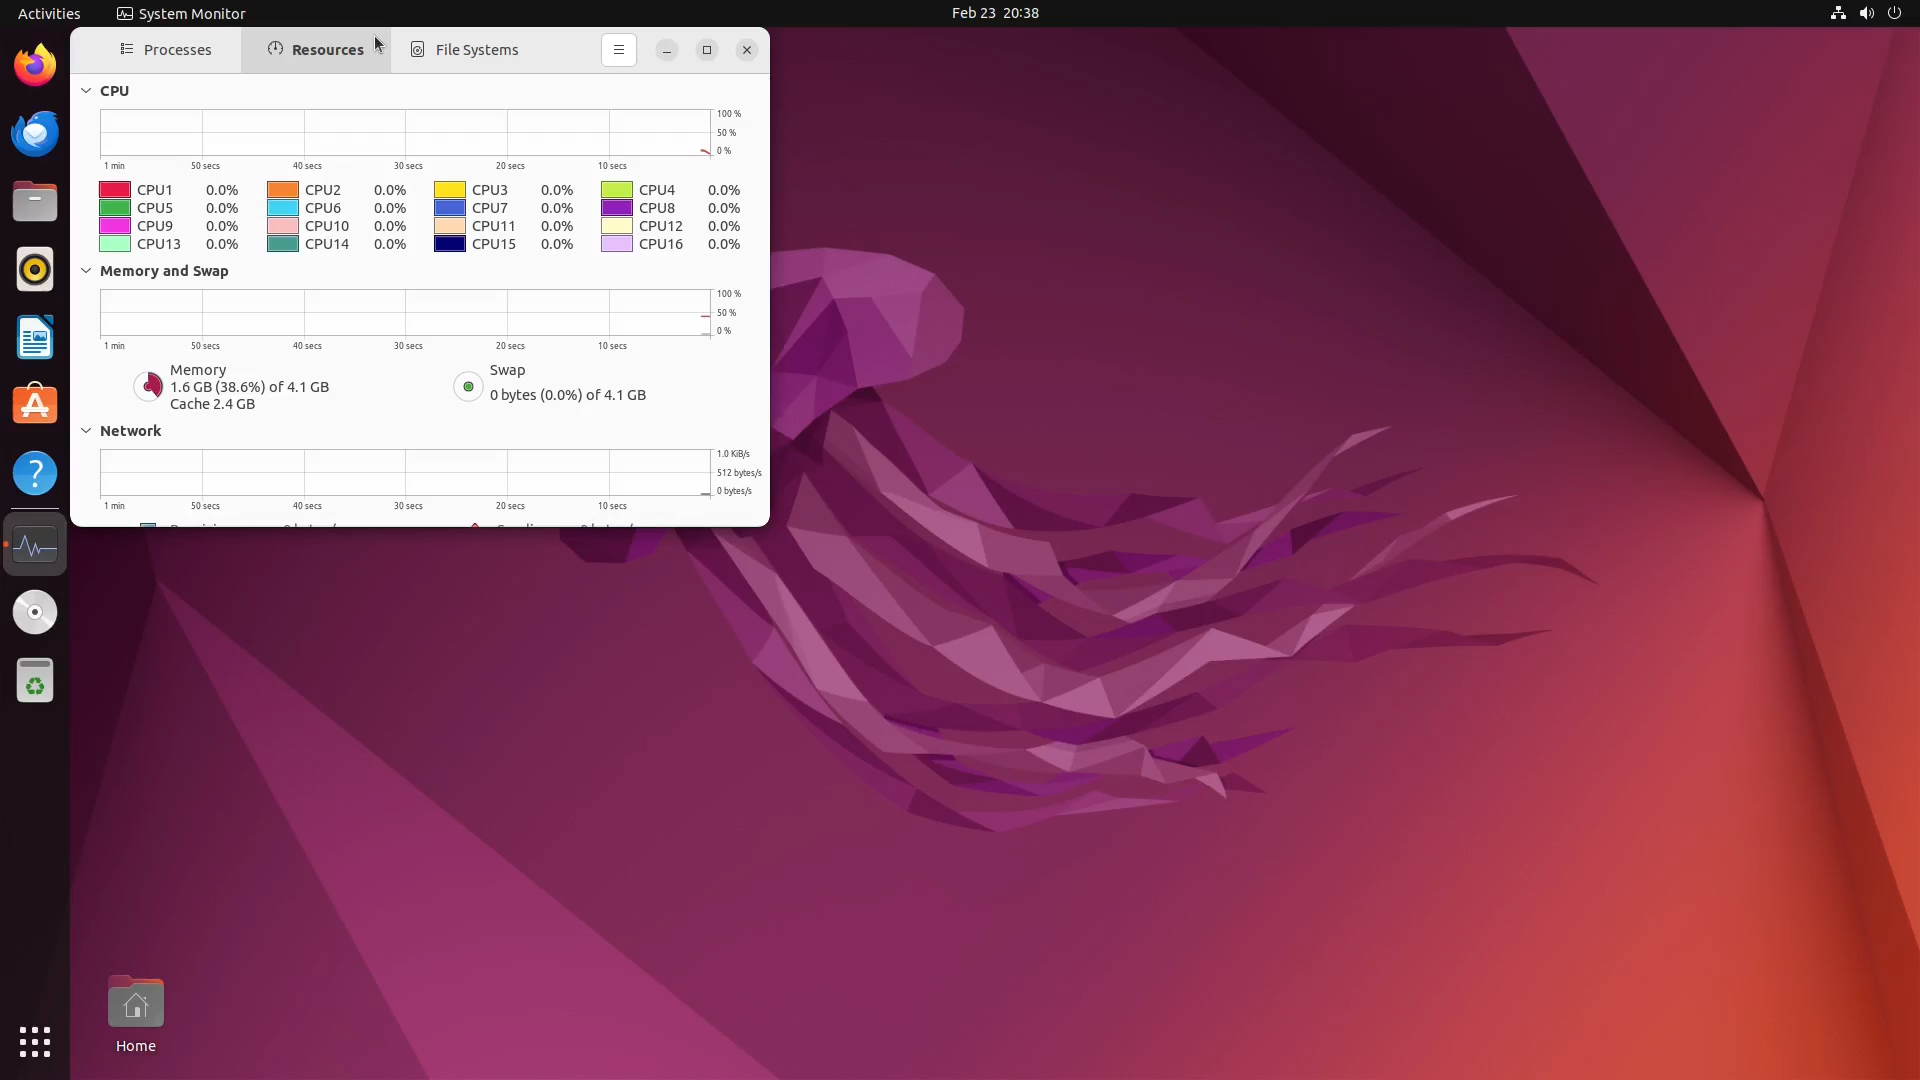 Activities System Monitor Feb 23 20:38
Processes Resources File Systems
CPU
100 %
50 %
0 %
1 min 50 secs 40 secs 30 secs 20 secs 10 secs
CPU1 0.0% CPU2 0.0% CPU3 0.0% CPU4 0.0%
CPU5 0.0% CPU6 0.0% CPU7 0.0% CPU8 0.0%
CPU9 0.0% CPU10 0.0% CPU11 0.0% CPU12 0.0%
CPU13 0.0% CPU14 0.0% CPU15 0.0% CPU16 0.0%
Memory and Swap
100 %
50 %
0 %
1 min 50 secs 40 secs 30 secs 20 secs 10 secs
Memory
1.6 GB (38.6%) of 4.1 GB
Cache 2.4 GB
Swap
0 bytes (0.0%) of 4.1 GB
Network
1.0 KiB/s
512 bytes/s
0 bytes/s
1 min 50 secs 40 secs 30 secs 20 secs 10 secs
Home